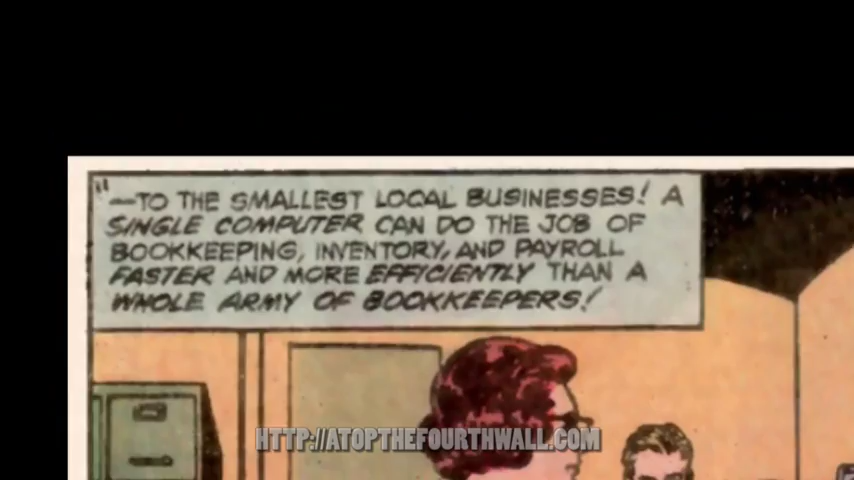 "—TO THE SMALLEST LOCAL BUSINESSES! A
SINGLE COMPUTER CAN DO THE JOB OF
BOOKKEEPING, INVENTORY, AND PAYROLL
FASTER AND MORE EFFICIENTLY THAN A
WHOLE ARMY OF BOOKKEEPERS!
HTTP://ATOPTHEFOURTHWALL.COM